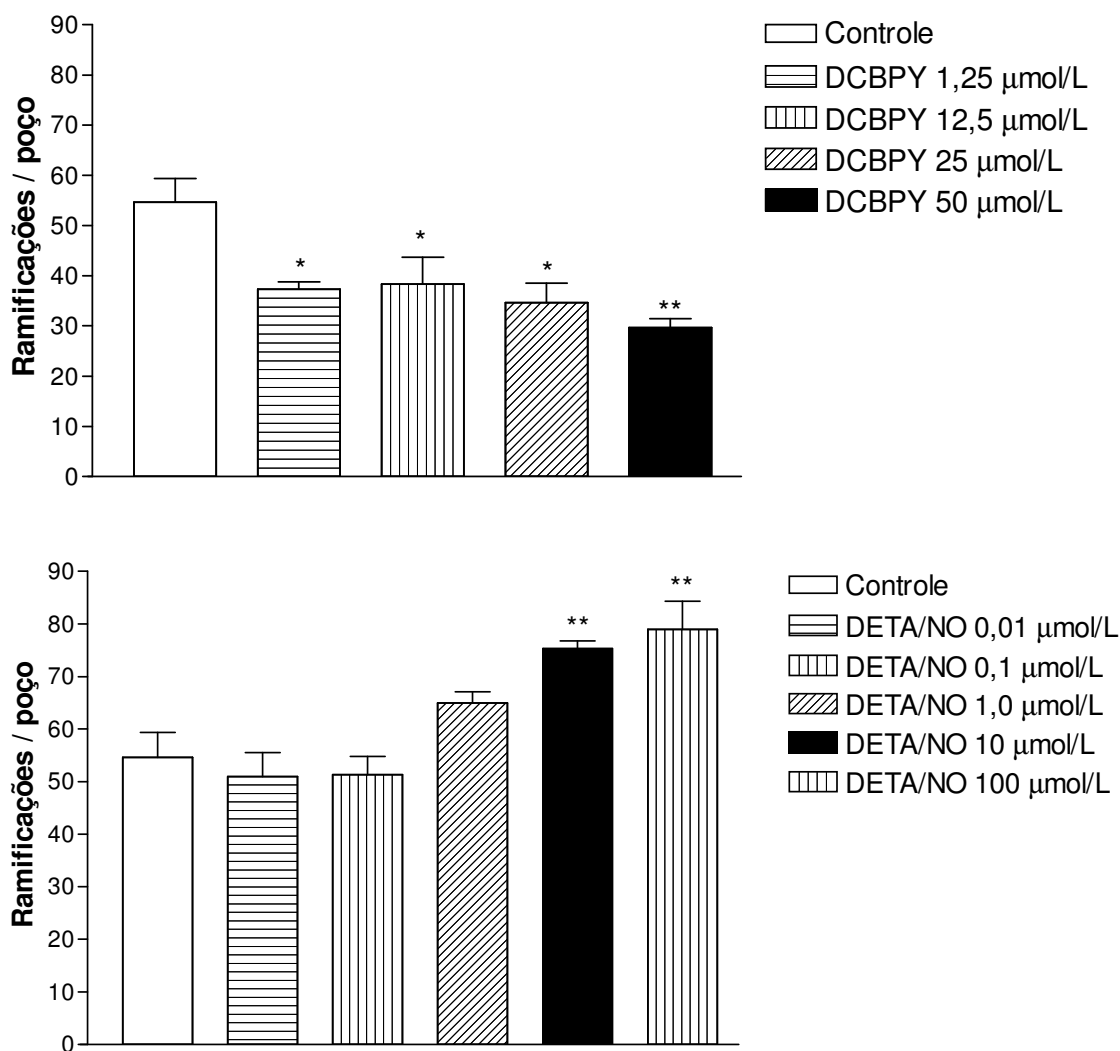 90
80
70
60
50
40
30
20
10
0
Ramificações / poço
*
*
*
**
Controle
DCBPY 1,25 μmol/L
DCBPY 12,5 μmol/L
DCBPY 25 μmol/L
DCBPY 50 μmol/L
90
80
70
60
50
40
30
20
10
0
Ramificações / poço
**
**
Controle
DETA/NO 0,01 μmol/L
DETA/NO 0,1 μmol/L
DETA/NO 1,0 μmol/L
DETA/NO 10 μmol/L
DETA/NO 100 μmol/L